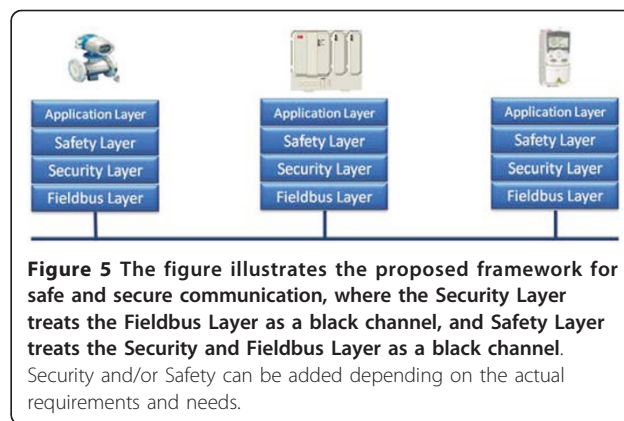 Application Layer Application Layer Application Layer
Safety Layer Safety Layer Safety Layer
Security Layer Security Layer Security Layer
Fieldbus Layer Fieldbus Layer Fieldbus Layer
Figure 5 The figure illustrates the proposed framework for
safe and secure communication, where the Security Layer
treats the Fieldbus Layer as a black channel, and Safety Layer
treats the Security and Fieldbus Layer as a black channel.
Security and/or Safety can be added depending on the actual
requirements and needs.